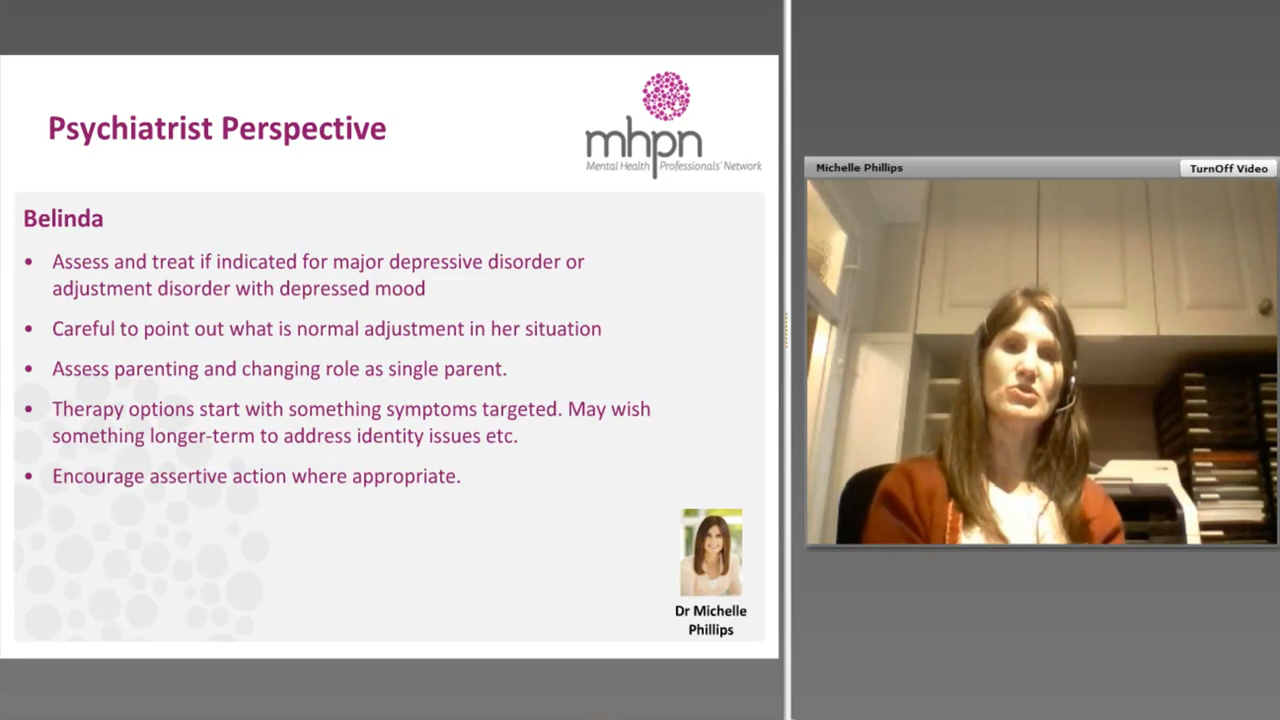 Psychiatrist Perspective
mhpn
Mental Health Professionals' Network
Belinda
• Assess and treat if indicated for major depressive disorder or
adjustment disorder with depressed mood
• Careful to point out what is normal adjustment in her situation
• Assess parenting and changing role as single parent.
• Therapy options start with something symptoms targeted. May wish
something longer-term to address identity issues etc.
• Encourage assertive action where appropriate.
Dr Michelle
Phillips
Michelle Phillips
TurnOff Video